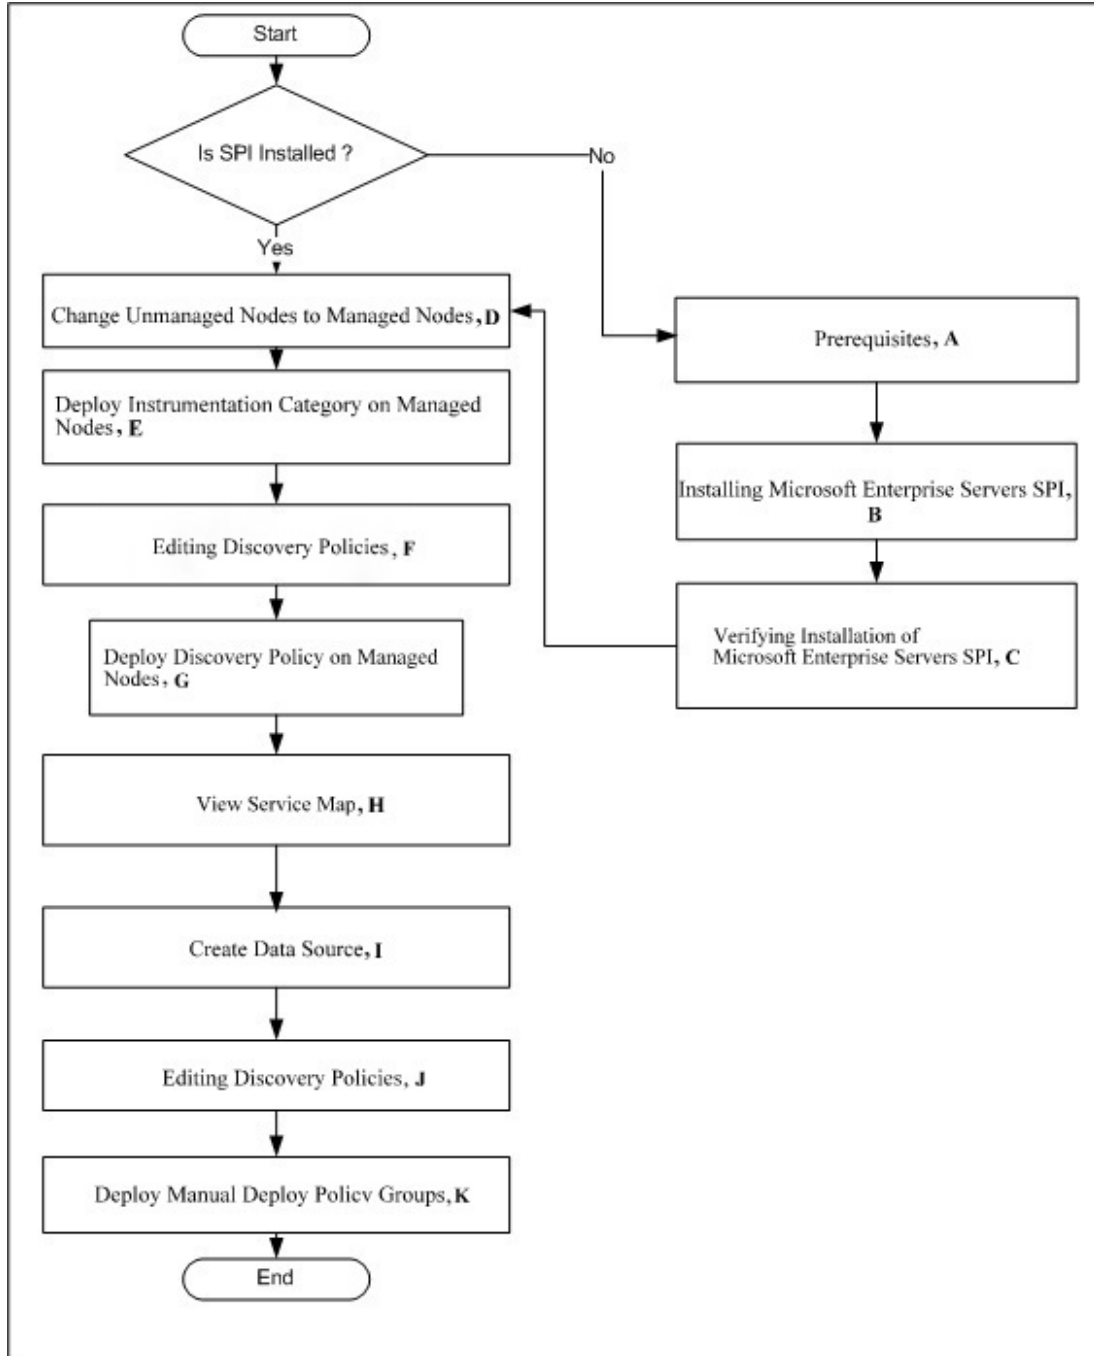 Start
Is SPI Installed ?
No
Yes
Change Unmanaged Nodes to Managed Nodes, D
Prerequisites, A
Deploy Instrumentation Category on Managed
Nodes, E
Installing Microsoft Enterprise Servers SPI,
B
Editing Discovery Policies, F
Verifying Installation of
Microsoft Enterprise Servers SPI, C
Deploy Discovery Policy on Managed
Nodes, G
View Service Map, H
Create Data Source, I
Editing Discovery Policies, J
Deploy Manual Deploy Policy Groups, K
End